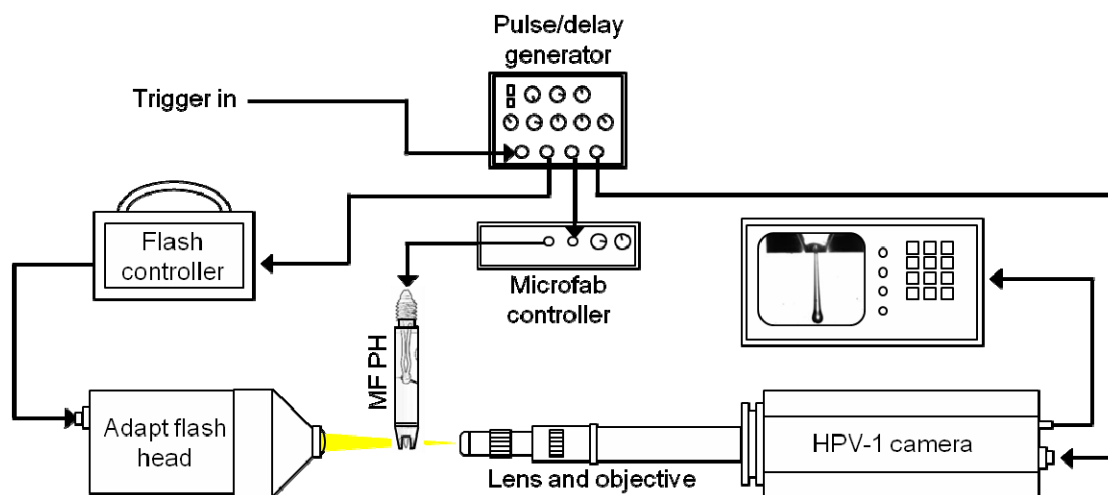 Pulse/delay
generator
Trigger in
Flash
controller
Microfab
controller
MF PH
Adapt flash
head
Lens and objective
HPV-1 camera